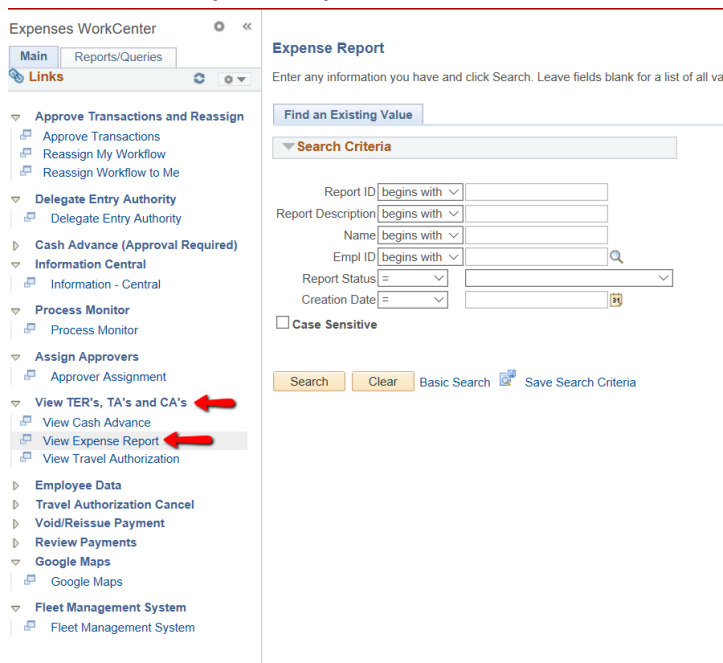 Expenses WorkCenter
Main Reports/Queries
Links
Approve Transactions and Reassign
Approve Transactions
Reassign My Workflow
Reassign Workflow to Me
Delegate Entry Authority
Delegate Entry Authority
Cash Advance (Approval Required)
Information Central
Information - Central
Process Monitor
Process Monitor
Assign Approvers
Approver Assignment
View TER's, TA's and CA's
View Cash Advance
View Expense Report
View Travel Authorization
Employee Data
Travel Authorization Cancel
Void/Reissue Payment
Review Payments
Google Maps
Google Maps
Fleet Management System
Fleet Management System
Expense Report
Enter any information you have and click Search. Leave fields blank for a list of all va
Find an Existing Value
Search Criteria
Report ID begins with
Report Description begins with
Name begins with
Empl ID begins with
Report Status =
Creation Date = 31
Case Sensitive
Search Clear Basic Search Save Search Criteria